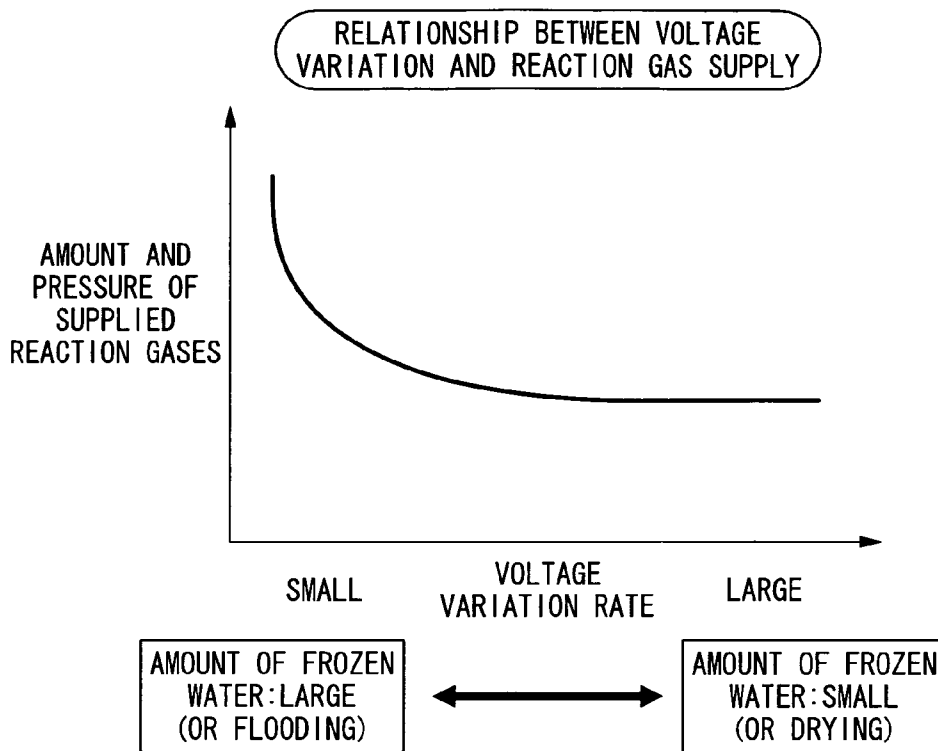 RELATIONSHIP BETWEEN VOLTAGE
VARIATION AND REACTION GAS SUPPLY
AMOUNT AND
PRESSURE OF
SUPPLIED
REACTION GASES
SMALL
VOLTAGE
VARIATION RATE
LARGE
AMOUNT OF FROZEN
WATER:LARGE
(OR FLOODING)
AMOUNT OF FROZEN
WATER:SMALL
(OR DRYING)